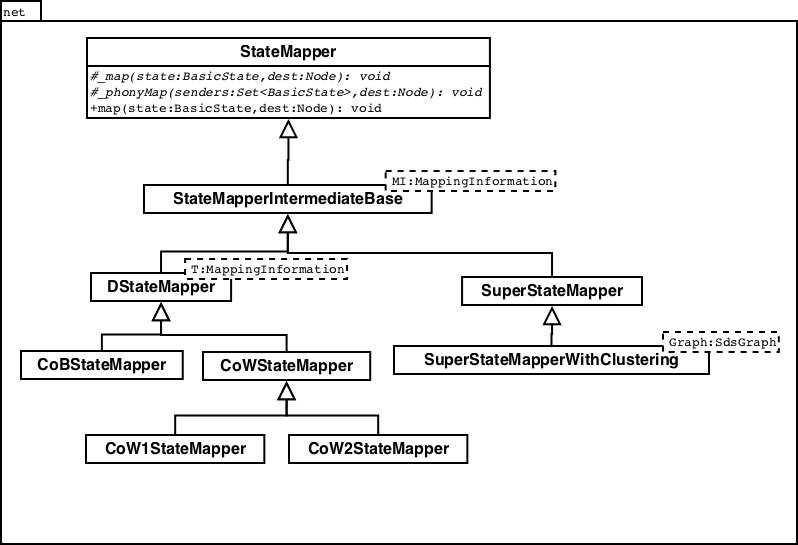 net
StateMapper
#_map(state:BasicState,dest:Node): void
#_phonyMap(senders:Set<BasicState>,dest:Node): void
+map(state:BasicState,dest:Node): void
MI:MappingInformation
StateMapperIntermediateBase
T:MappingInformation
DStateMapper
SuperStateMapper
Graph:SdsGraph
CoBStateMapper
CoWStateMapper
SuperStateMapperWithClustering
CoW1StateMapper
CoW2StateMapper